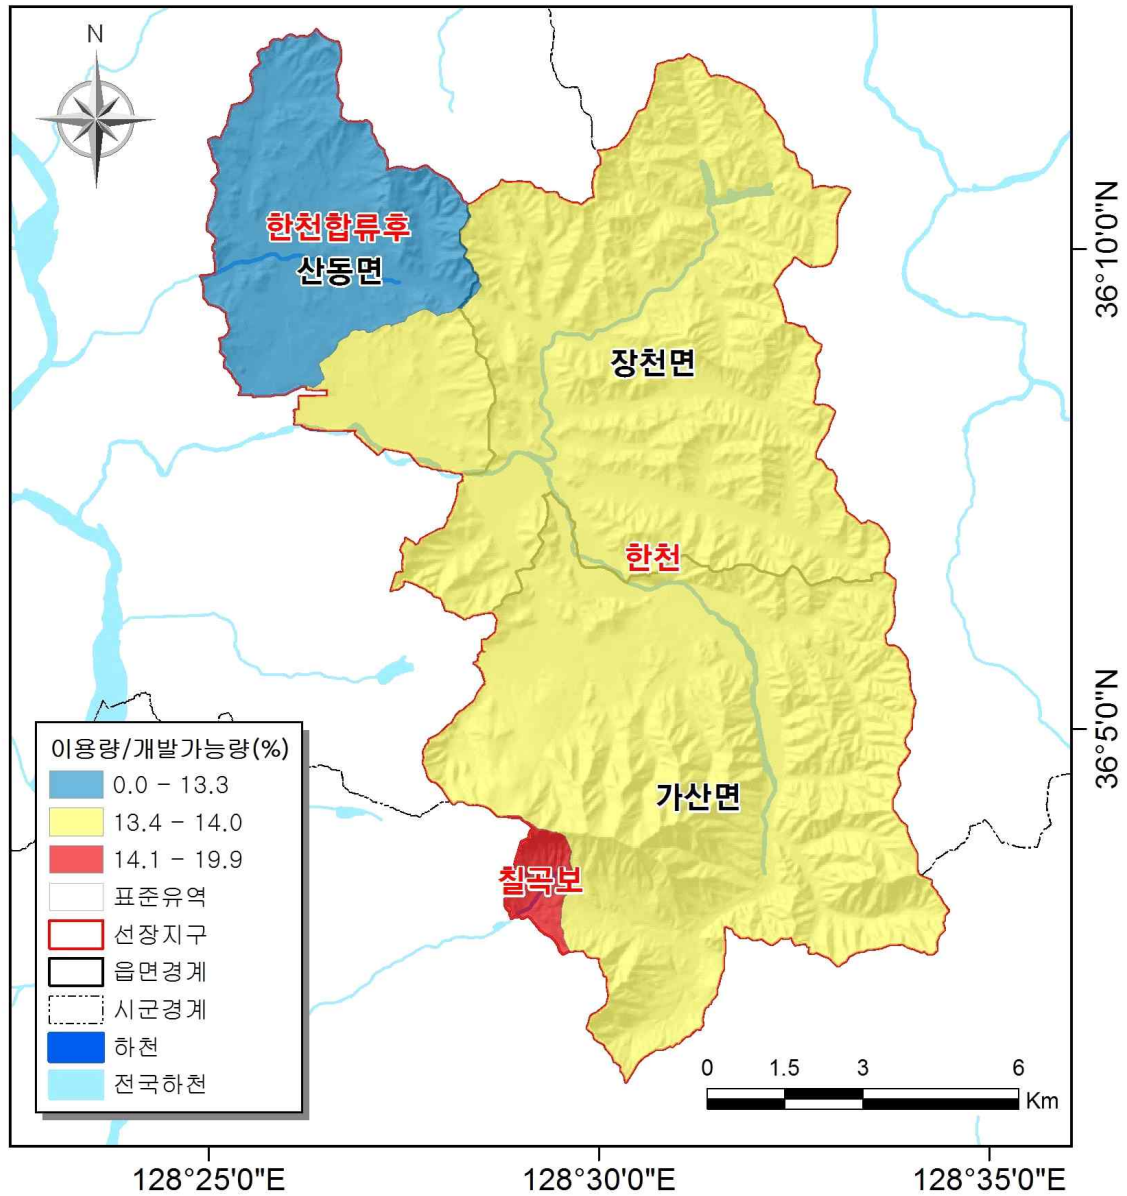 N
한천합류후
산동면
장천면
한천
가산면
칠곡보
36°10'0"N
36°5'0"N
이용량/개발가능량(%)
0.0 - 13.3
13.4 - 14.0
14.1 - 19.9
표준유역
선장지구
읍면경계
시군경계
하천
전국하천
0 1.5 3 6
Km
128°25'0"E 128°30'0"E 128°35'0"E